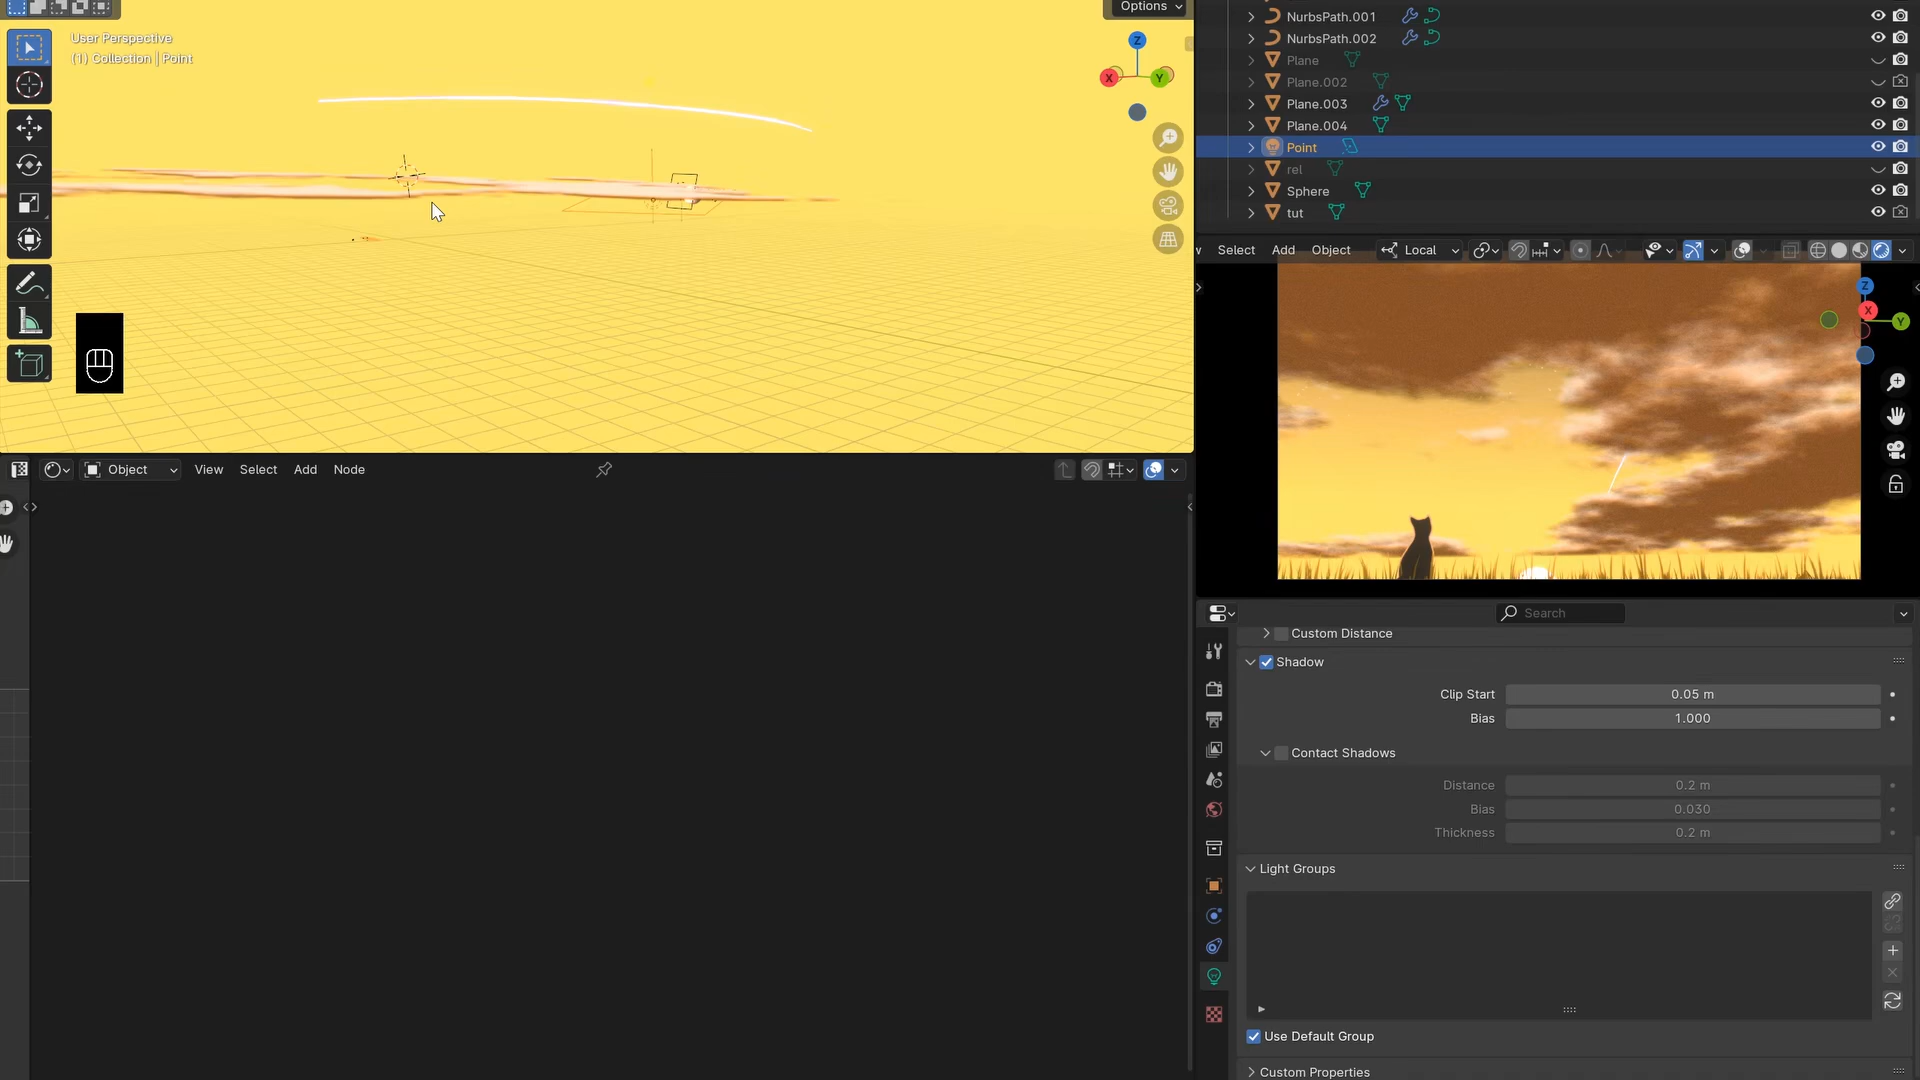 Options
User Perspective
(1) Collection | Point
Z
X
Y
NurbsPath.001
NurbsPath.002
Plane
Plane.002
Plane.003
Plane.004
Point
rel
Sphere
tut
Select
Add
Object
Local
Z
X
Y
Object
View
Select
Add
Node
Search
Custom Distance
Shadow
Clip Start
0.05 m
Bias
1.000
Contact Shadows
Distance
0.2 m
Bias
0.030
Thickness
0.2 m
Light Groups
Use Default Group
Custom Properties